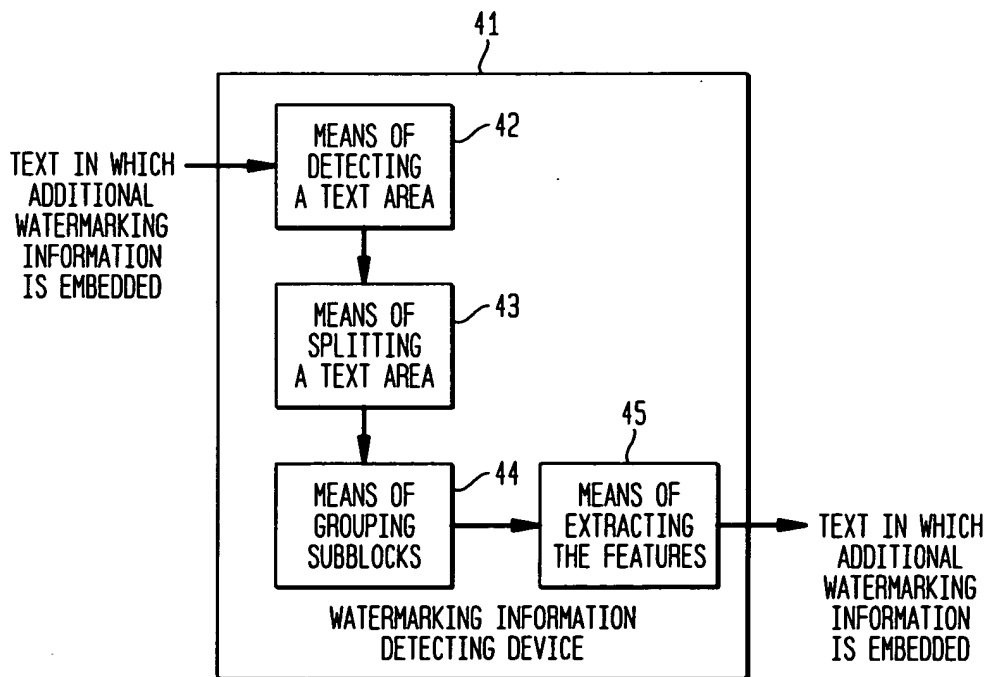 41
TEXT IN WHICH
ADDITIONAL
WATERMARKING
INFORMATION
IS EMBEDDED
MEANS OF
DETECTING
A TEXT AREA
42
MEANS OF
SPLITTING
A TEXT AREA
43
MEANS OF
GROUPING
SUBBLOCKS
44
MEANS OF
EXTRACTING
THE FEATURES
45
TEXT IN WHICH
ADDITIONAL
WATERMARKING
INFORMATION
IS EMBEDDED
WATERMARKING INFORMATION
DETECTING DEVICE